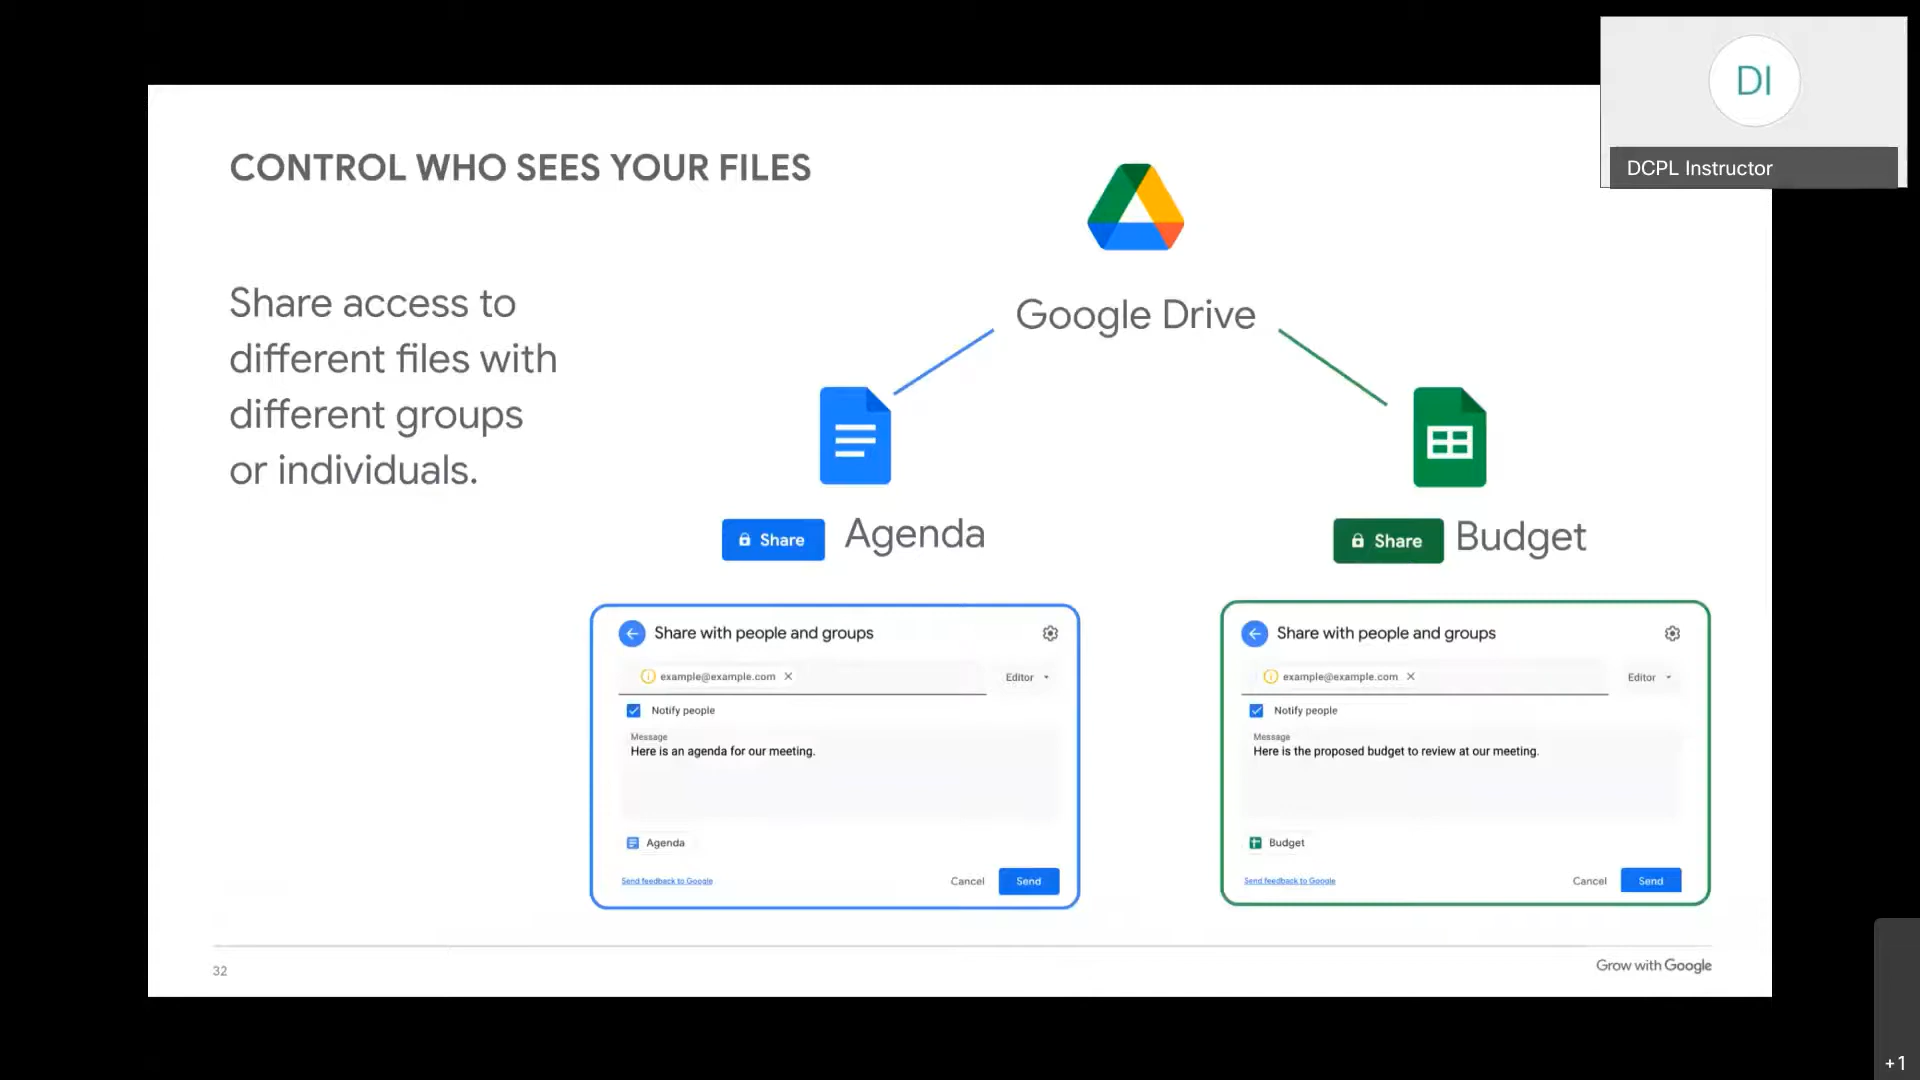 DI
DCPL Instructor
CONTROL WHO SEES YOUR FILES
Share access to
different files with
different groups
or individuals.
Google Drive
Share Agenda
Share Budget
Share with people and groups
example@example.com ×
Editor
Notify people
Message
Here is an agenda for our meeting.
Agenda
Send feedback to Google
Cancel
Send
Share with people and groups
example@example.com ×
Editor
Notify people
Message
Here is the proposed budget to review at our meeting.
Budget
Send feedback to Google
Cancel
Send
32
Grow with Google
+1